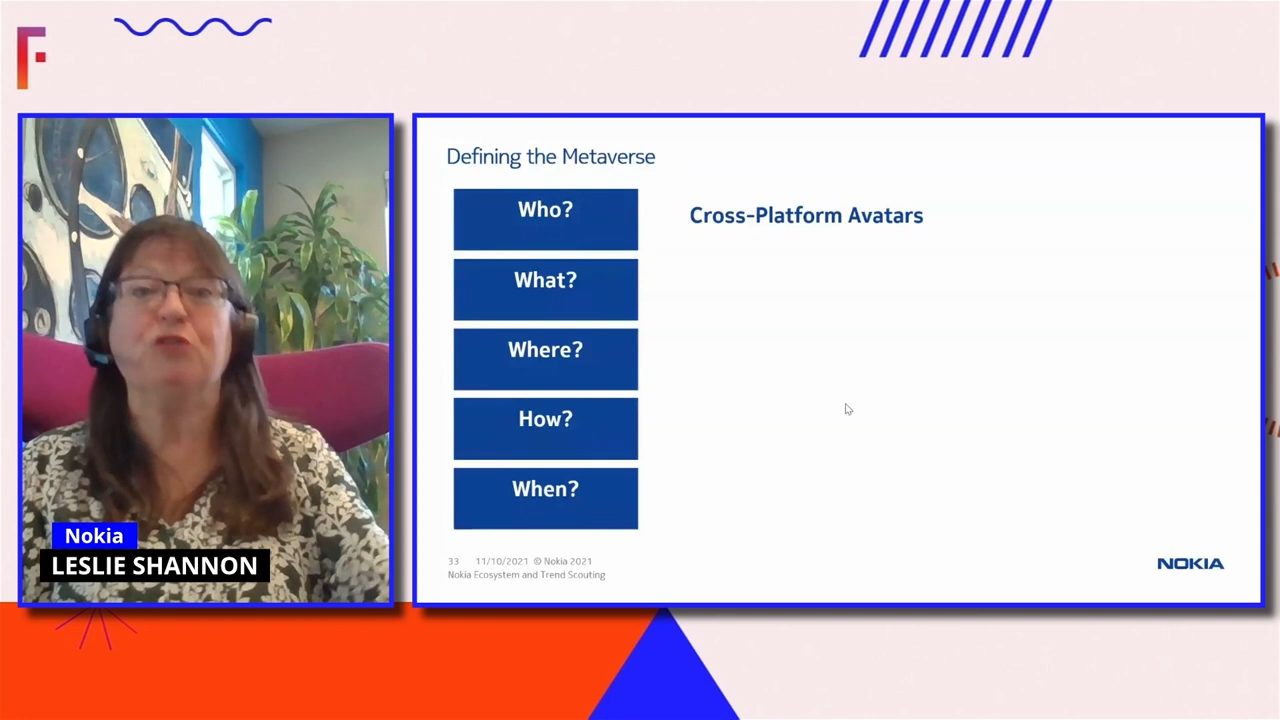 F
Nokia
LESLIE SHANNON
Defining the Metaverse
Who?
Cross-Platform Avatars
What?
Where?
How?
When?
33 11/10/2021 © Nokia 2021
Nokia Ecosystem and Trend Scouting
NOKIA